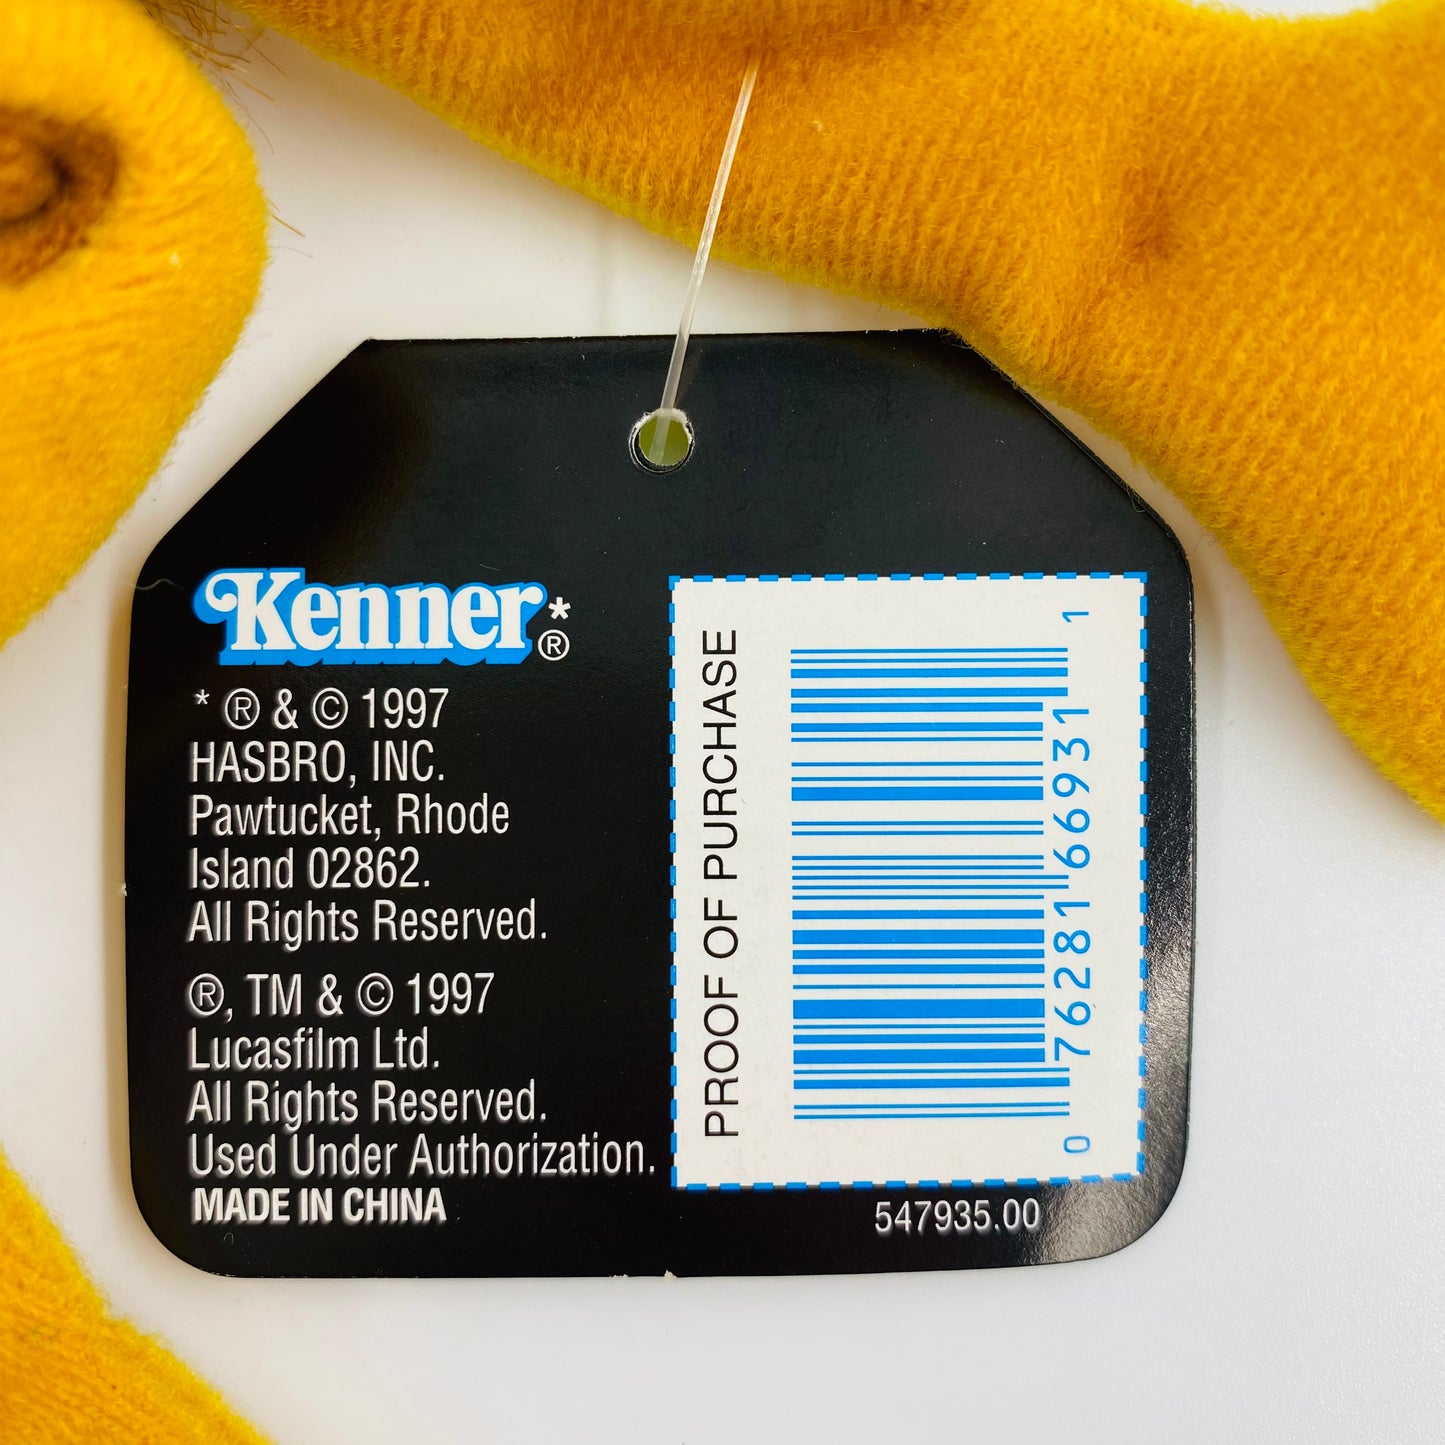 Kenner*®
* ® & © 1997
HASBRO, INC.
Pawtucket, Rhode
Island 02862.
All Rights Reserved.
®, TM & © 1997
Lucasfilm Ltd.
All Rights Reserved.
Used Under Authorization.
MADE IN CHINA
PROOF OF PURCHASE
0 76281 66931 1
547935.00